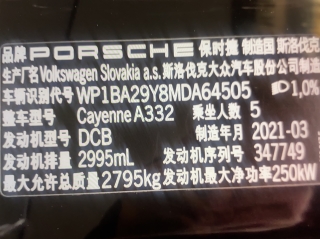 品牌 PORSCHE 保时捷 制造国 斯洛伐克
生产厂名 Volkswagen Slovakia a.s. 斯洛伐克大众汽车股份公司制造
车辆识别代号 WP1BA29Y8MDA64505 1,0%
整车型号 Cayenne A332 乘坐人数 5
发动机型号 DCB 制造年月 2021-03
发动机排量 2995mL 发动机序列号 347749
最大允许总质量 2795kg 发动机最大净功率 250kW